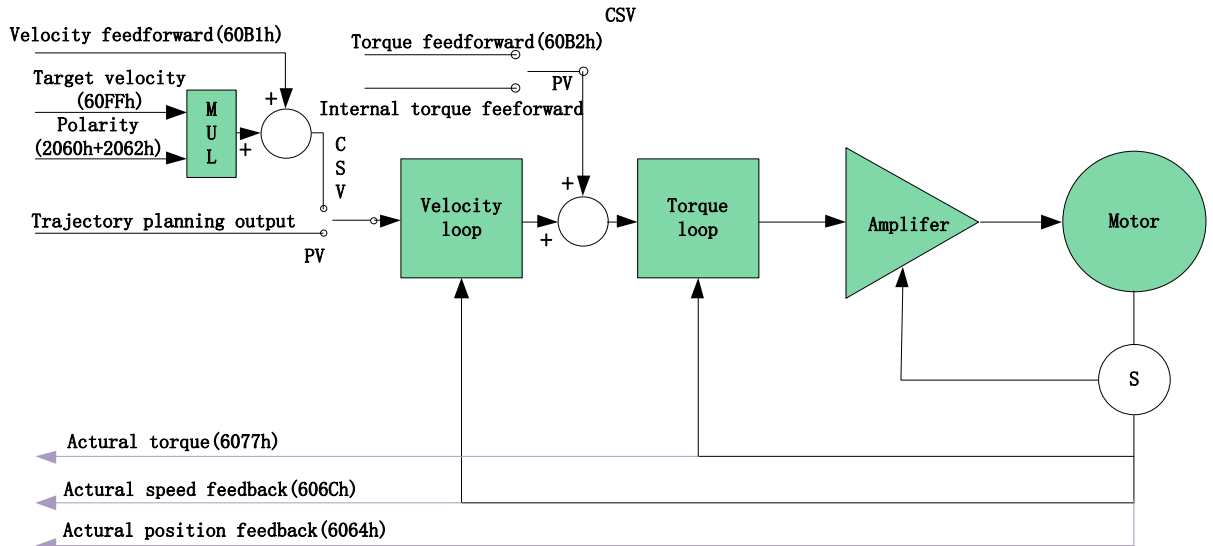 CSV
Velocity feedforward(60B1h)
Torque feedforward(60B2h)
Target velocity
(60FFh)
PV
Internal torque feeforward
Polarity
(2060h+2062h)
M
U
L
+
+
C
S
V
Trajectory planning output
PV
Velocity
loop
+
+
Torque
loop
Amplifer
Motor
S
Actural torque(6077h)
Actural speed feedback(606Ch)
Actural position feedback(6064h)